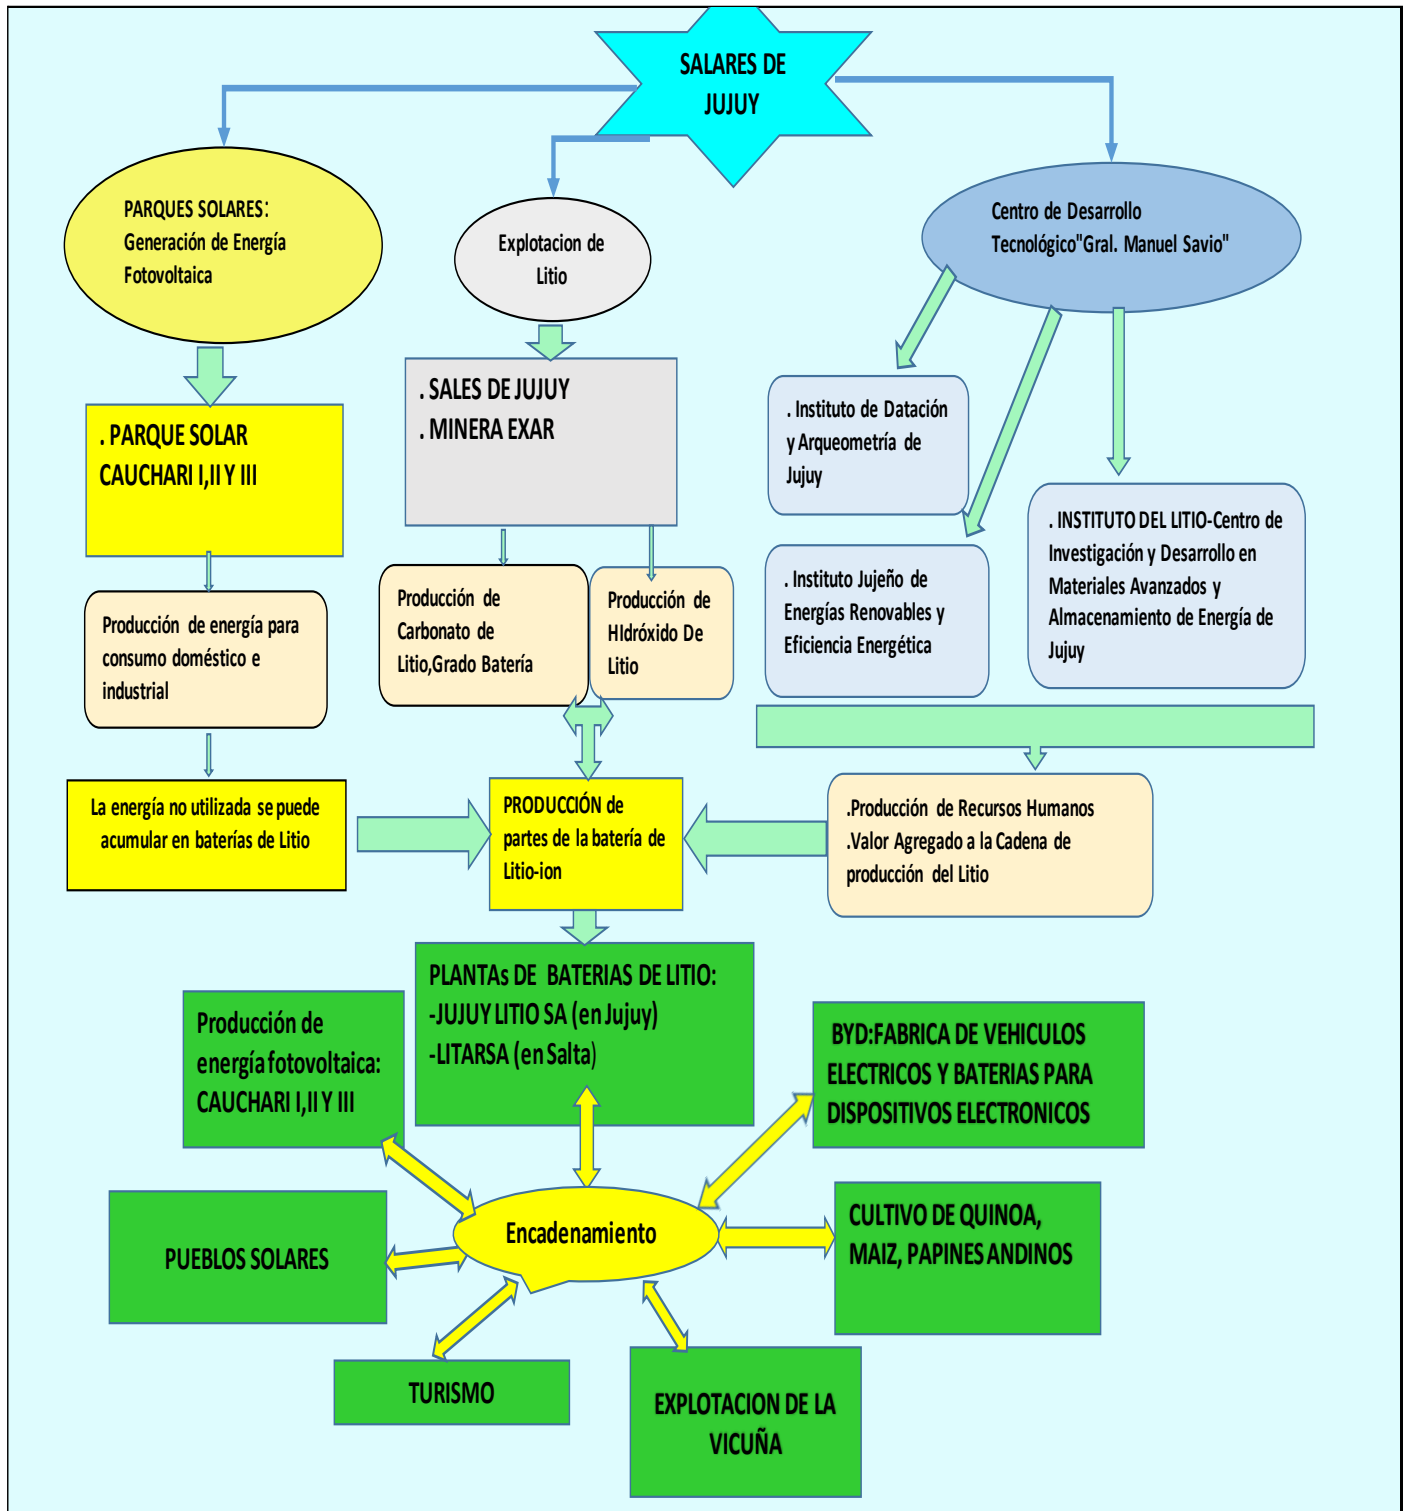 SALARES DE
JUJUY
PARQUES SOLARES:
Generación de Energía
Fotovoltaica
Explotacion de
Litio
Centro de Desarrollo
Tecnológico"Gral. Manuel Savio"
. PARQUE SOLAR
CAUCHARI I,II Y III
. SALES DE JUJUY
. MINERA EXAR
. Instituto de Datación
y Arqueometría de
Jujuy
. Instituto Jujeño de
Energías Renovables y
Eficiencia Energética
. INSTITUTO DEL LITIO-Centro de
Investigación y Desarrollo en
Materiales Avanzados y
Almacenamiento de Energía de
Jujuy
Producción de energía para
consumo doméstico e
industrial
Producción de
Carbonato de
Litio,Grado Batería
Producción de
HIdróxido De
Litio
La energía no utilizada se puede
acumular en baterías de Litio
PRODUCCIÓN de
partes de la batería de
Litio-ion
.Producción de Recursos Humanos
.Valor Agregado a la Cadena de
producción del Litio
PLANTAs DE BATERIAS DE LITIO:
-JUJUY LITIO SA (en Jujuy)
-LITARSA (en Salta)
Producción de
energía fotovoltaica:
CAUCHARI I,II Y III
BYD:FABRICA DE VEHICULOS
ELECTRICOS Y BATERIAS PARA
DISPOSITIVOS ELECTRONICOS
Encadenamiento
PUEBLOS SOLARES
CULTIVO DE QUINOA,
MAIZ, PAPINES ANDINOS
TURISMO
EXPLOTACION DE LA
VICUÑA